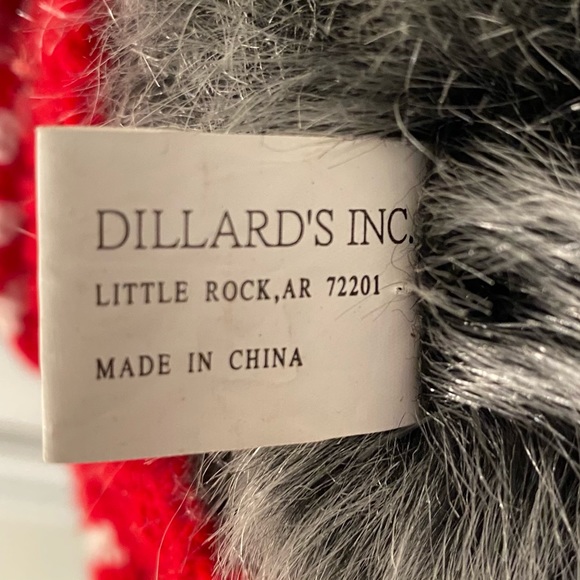 DILLARD'S INC.
LITTLE ROCK,AR 72201 -
MADE IN CHINA